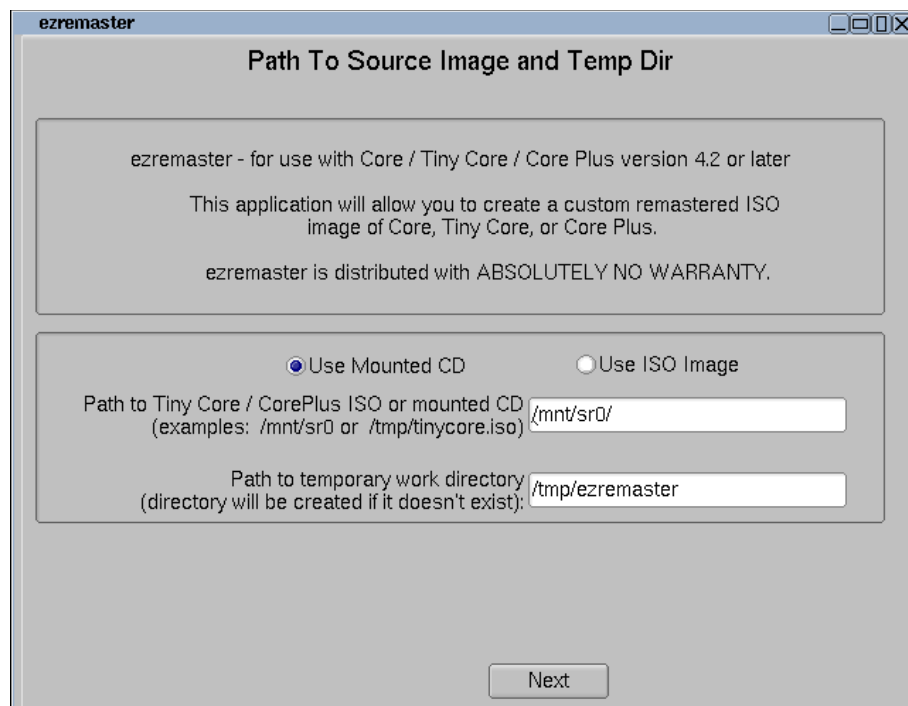 ezremaster
Path To Source Image and Temp Dir
ezremaster - for use with Core / Tiny Core / Core Plus version 4.2 or later
This application will allow you to create a custom remastered ISO
image of Core, Tiny Core, or Core Plus.
ezremaster is distributed with ABSOLUTELY NO WARRANTY.
Use Mounted CD Use ISO Image
Path to Tiny Core / CorePlus ISO or mounted CD
(examples: /mnt/sr0 or /tmp/tinycore.iso) /mnt/sr0/
Path to temporary work directory
(directory will be created if it doesn't exist): /tmp/ezremaster
Next